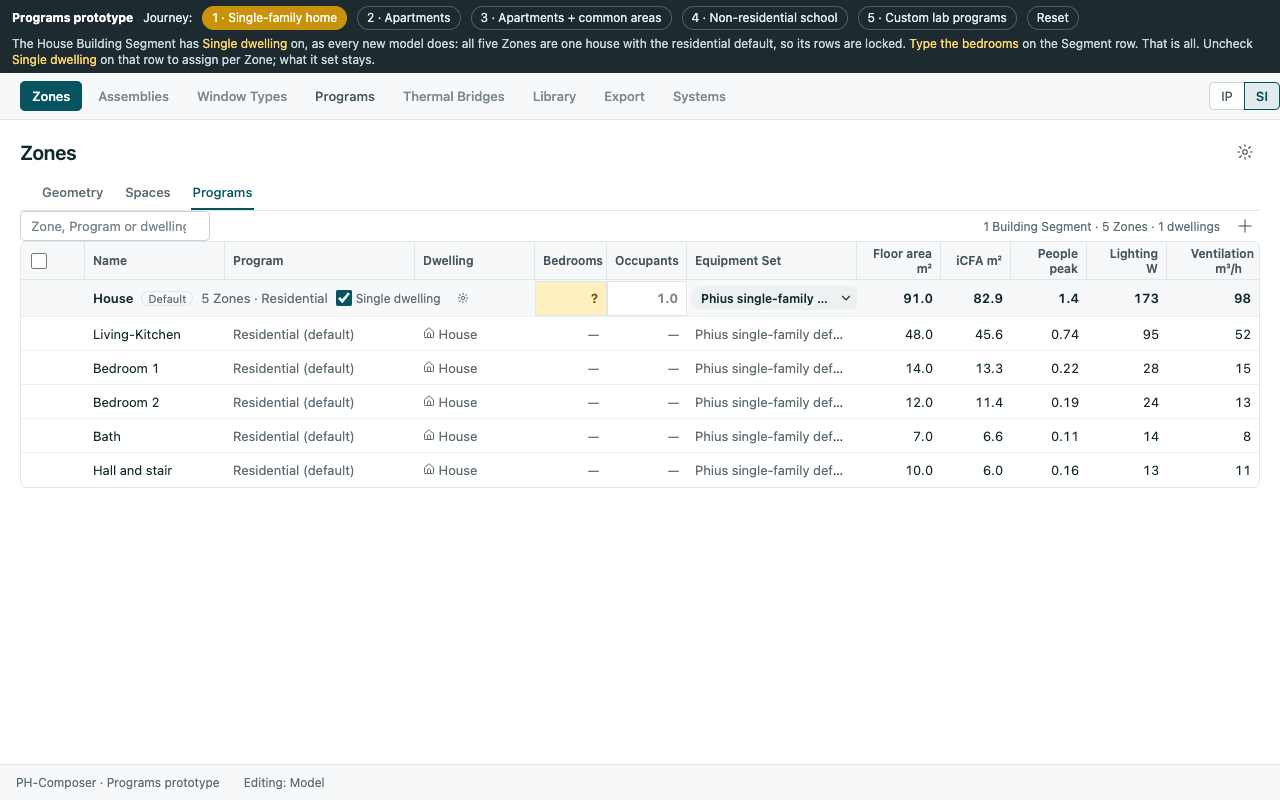 Programs prototype Journey: 1 · Single-family home 2 · Apartments 3 · Apartments + common areas 4 · Non-residential school 5 · Custom lab programs Reset
The House Building Segment has Single dwelling on, as every new model does: all five Zones are one house with the residential default, so its rows are locked. Type the bedrooms on the Segment row. That is all. Uncheck
Single dwelling on that row to assign per Zone; what it set stays.
Zones Assemblies Window Types Programs Thermal Bridges Library Export Systems IP SI
Zones
Geometry Spaces Programs
Zone, Program or dwelling 1 Building Segment · 5 Zones · 1 dwellings
Name Program Dwelling Bedrooms Occupants Equipment Set Floor area m² iCFA m² People peak Lighting W Ventilation m³/h
House Default 5 Zones · Residential Single dwelling ? 1.0 Phius single-family ... 91.0 82.9 1.4 173 98
Living-Kitchen Residential (default) House — — Phius single-family def... 48.0 45.6 0.74 95 52
Bedroom 1 Residential (default) House — — Phius single-family def... 14.0 13.3 0.22 28 15
Bedroom 2 Residential (default) House — — Phius single-family def... 12.0 11.4 0.19 24 13
Bath Residential (default) House — — Phius single-family def... 7.0 6.6 0.11 14 8
Hall and stair Residential (default) House — — Phius single-family def... 10.0 6.0 0.16 13 11
PH-Composer · Programs prototype Editing: Model